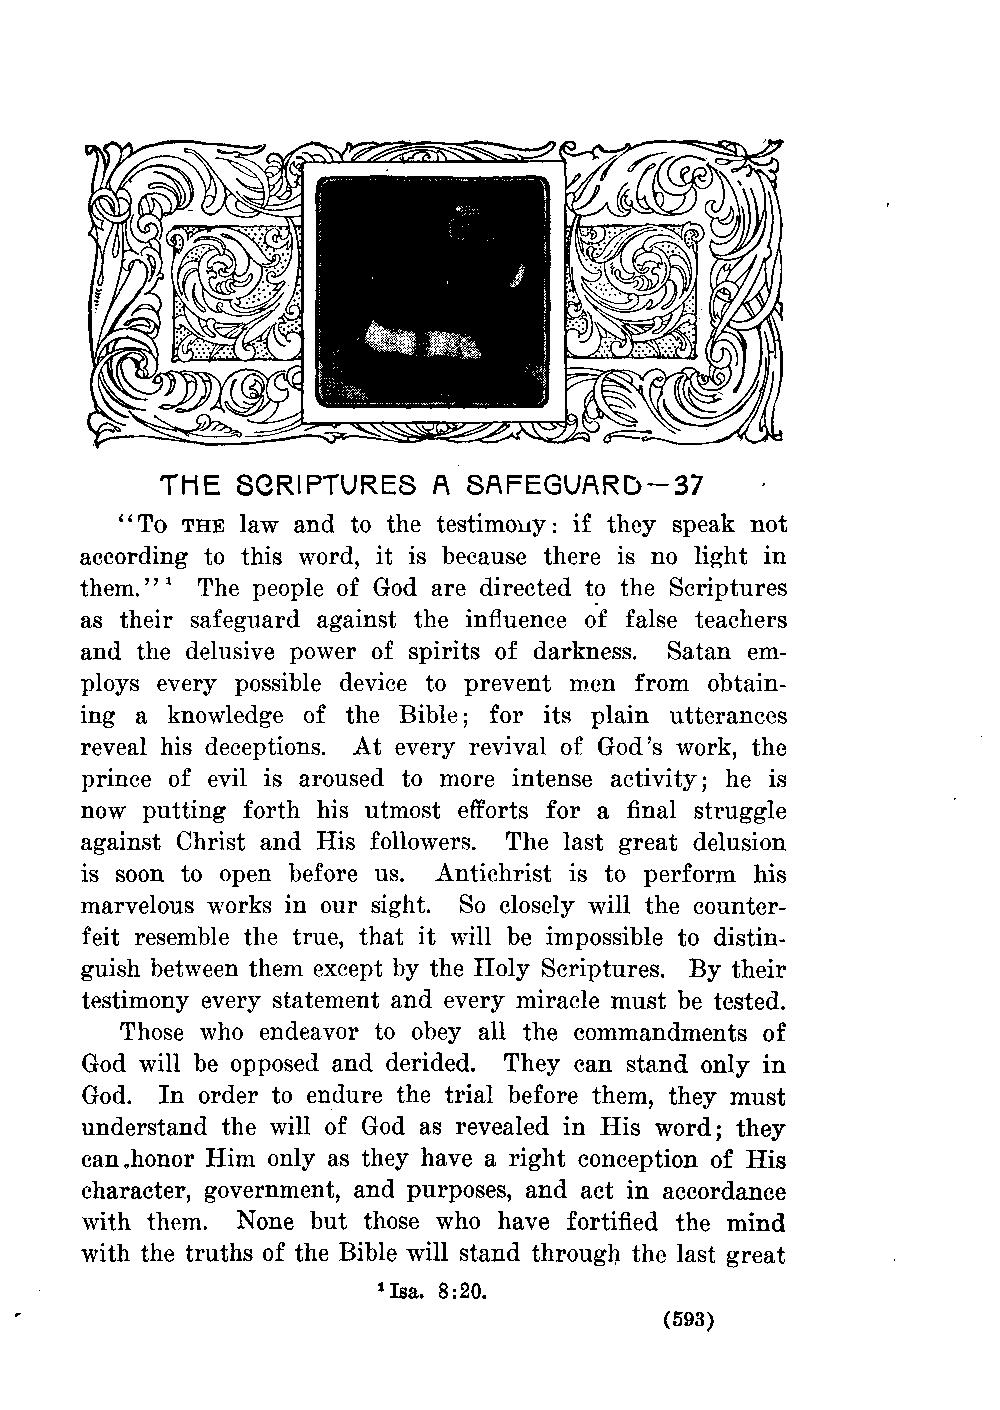 THE SCRIPTURES A SAFEGUARD—37
“To the law and to the testimony: if they speak not
according to this word, it is because there is no light in
them.” ¹ The people of God are directed to the Scriptures
as their safeguard against the influence of false teachers
and the delusive power of spirits of darkness. Satan em-
ploys every possible device to prevent men from obtain-
ing a knowledge of the Bible; for its plain utterances
reveal his deceptions. At every revival of God’s work, the
prince of evil is aroused to more intense activity; he is
now putting forth his utmost efforts for a final struggle
against Christ and His followers. The last great delusion
is soon to open before us. Antichrist is to perform his
marvelous works in our sight. So closely will the counter-
feit resemble the true, that it will be impossible to distin-
guish between them except by the Holy Scriptures. By their
testimony every statement and every miracle must be tested.
Those who endeavor to obey all the commandments of
God will be opposed and derided. They can stand only in
God. In order to endure the trial before them, they must
understand the will of God as revealed in His word; they
can honor Him only as they have a right conception of His
character, government, and purposes, and act in accordance
with them. None but those who have fortified the mind
with the truths of the Bible will stand through the last great
¹ Isa. 8:20.
(593)